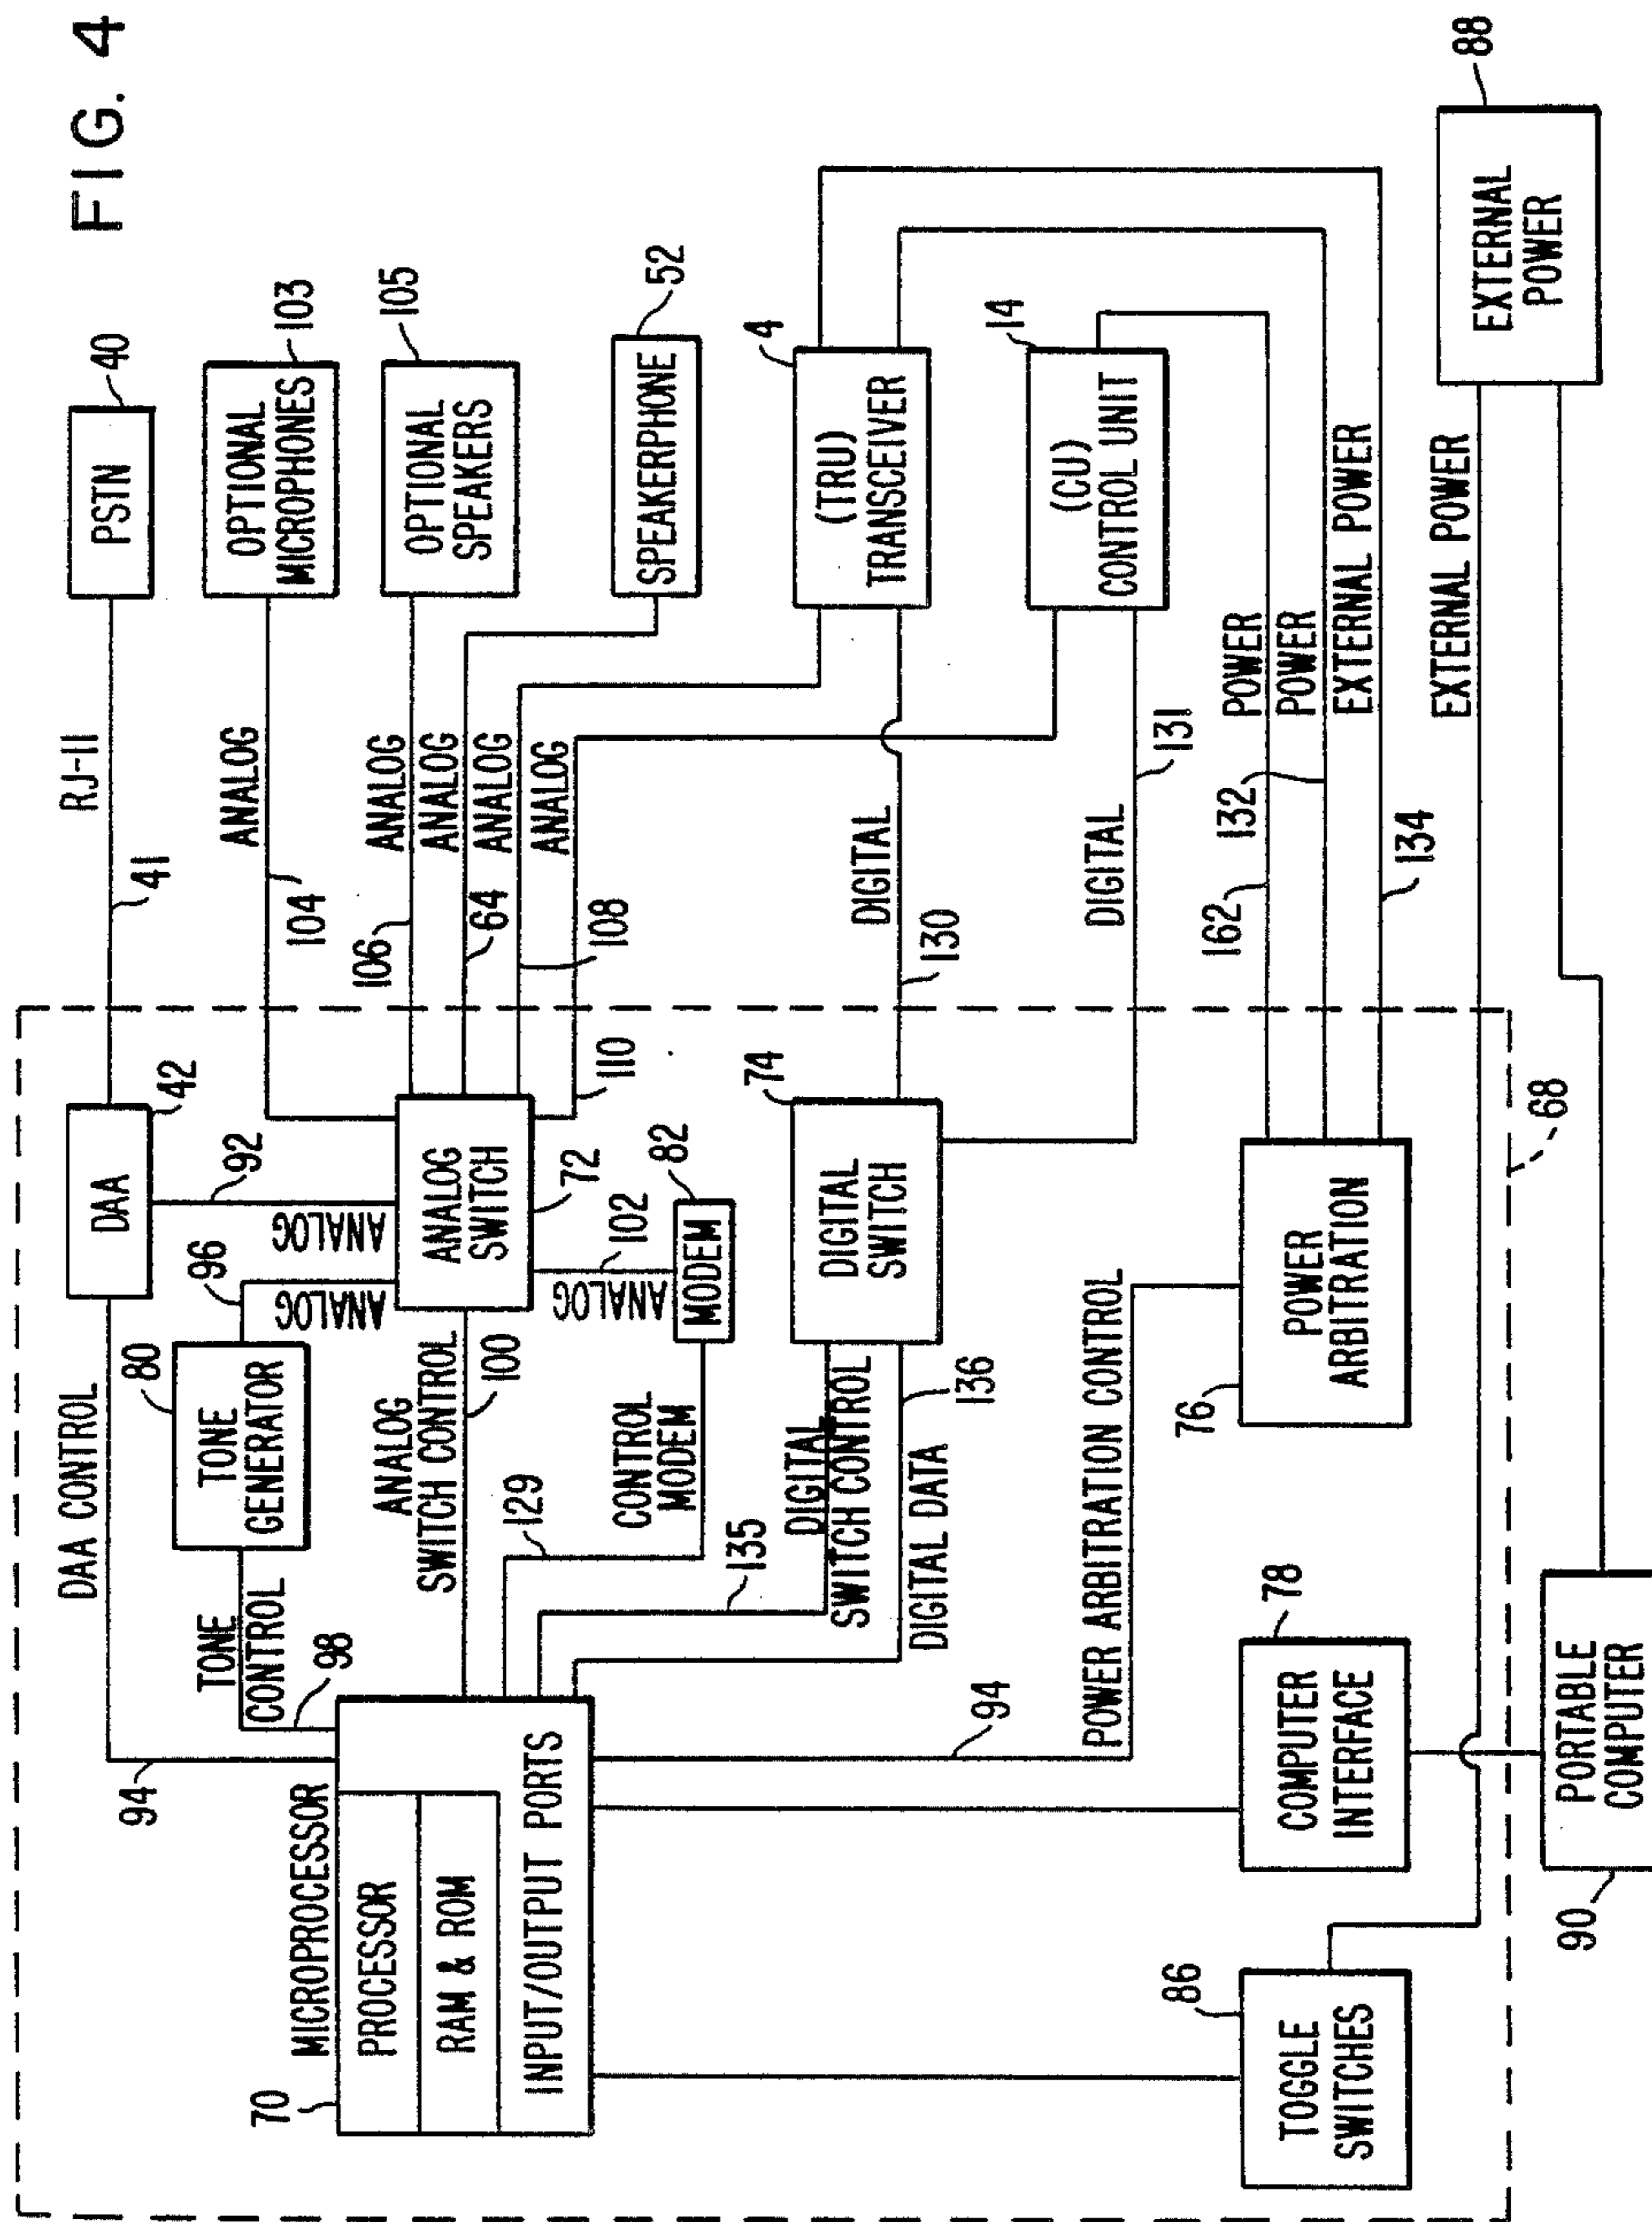 FIG. 4
PSTN
40
RJ-11
41
OPTIONAL
MICROPHONES
103
ANALOG
104
OPTIONAL
SPEAKERS
105
ANALOG
106
SPEAKERPHONE
52
ANALOG
64
(TRU)
TRANSCEIVER
4
ANALOG
108
ANALOG
110
(CU)
CONTROL UNIT
14
DIGITAL
130
DIGITAL
131
POWER
162
POWER
132
EXTERNAL POWER
134
EXTERNAL
POWER
88
EXTERNAL POWER
68
DAA
42
92
ANALOG
DAA CONTROL
94
TONE
GENERATOR
80
96
ANALOG
TONE
CONTROL
98
ANALOG
SWITCH
72
ANALOG
SWITCH CONTROL
100
102
ANALOG
MODEM
82
CONTROL
MODEM
129
DIGITAL
SWITCH
74
DIGITAL
SWITCH CONTROL
135
DIGITAL DATA
136
POWER
ARBITRATION
76
POWER ARBITRATION CONTROL
94
MICROPROCESSOR
70
PROCESSOR
RAM & ROM
INPUT/OUTPUT PORTS
COMPUTER
INTERFACE
78
TOGGLE
SWITCHES
86
PORTABLE
COMPUTER
90